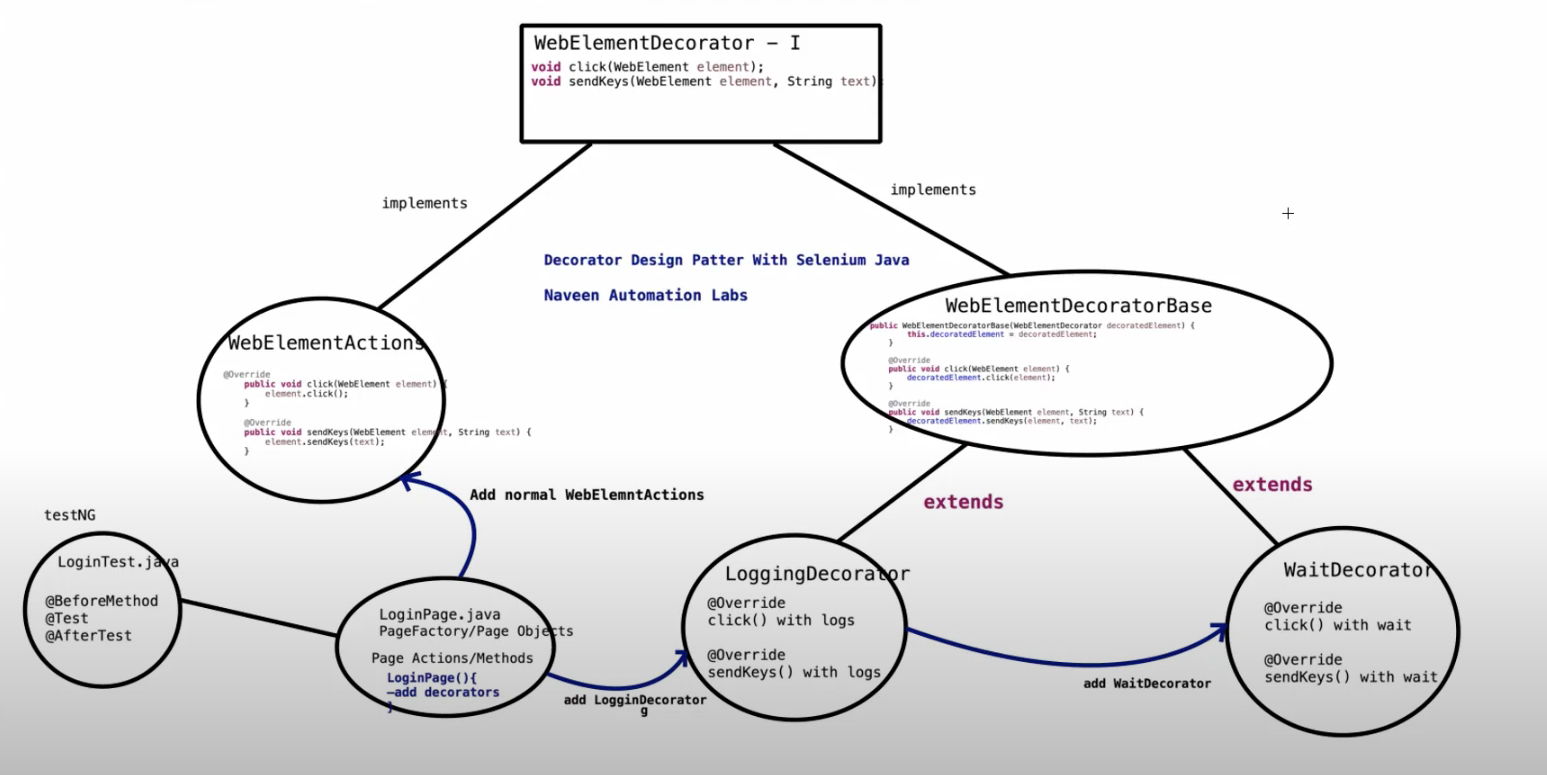 WebElementDecorator – I
void click(WebElement element);
void sendKeys(WebElement element, String text);
implements
implements
Decorator Design Patter With Selenium Java
Naveen Automation Labs
WebElementActions
@Override
public void click(WebElement element) {
element.click();
}
@Override
public void sendKeys(WebElement element, String text) {
element.sendKeys(text);
}
WebElementDecoratorBase
public WebElementDecoratorBase(WebElementDecorator decoratedElement) {
this.decoratedElement = decoratedElement;
}
@Override
public void click(WebElement element) {
decoratedElement.click(element);
}
@Override
public void sendKeys(WebElement element, String text) {
decoratedElement.sendKeys(element, text);
}
extends
extends
Add normal WebElemntActions
testNG
LoginTest.java
@BeforeMethod
@Test
@AfterTest
LoginPage.java
PageFactory/Page Objects
Page Actions/Methods
LoginPage(){
–add decorators
}
add LogginDecorator
g
LoggingDecorator
@Override
click() with logs
@Override
sendKeys() with logs
add WaitDecorator
WaitDecorator
@Override
click() with wait
@Override
sendKeys() with wait